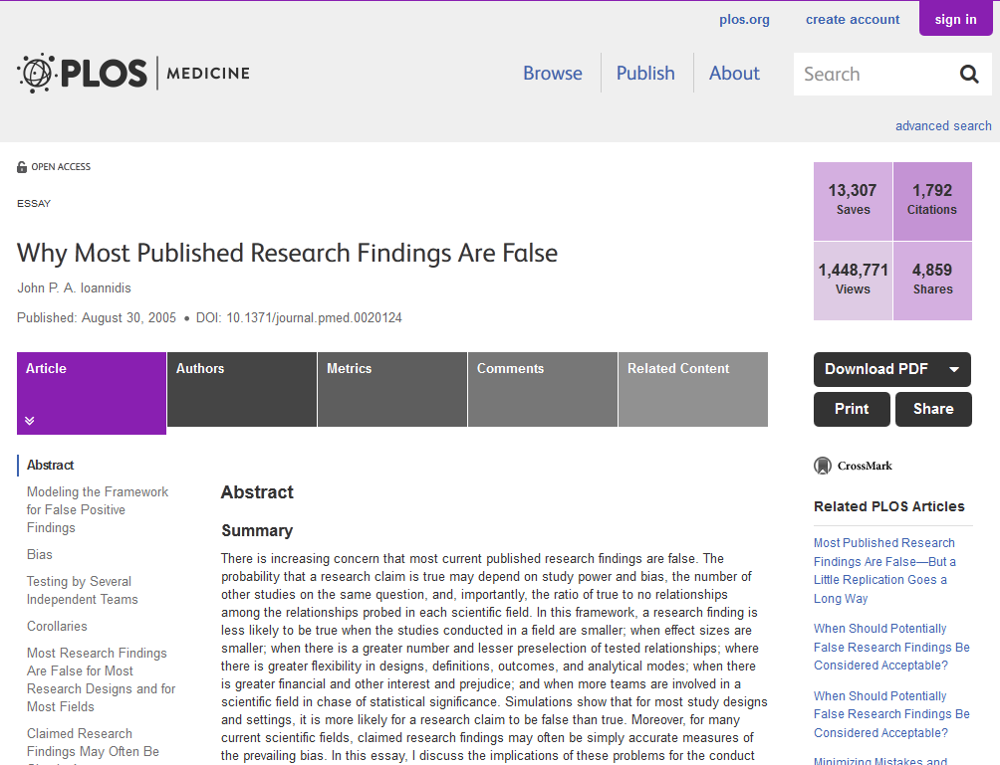 plos.org create account sign in
PLOS MEDICINE
Browse Publish About Search
advanced search
OPEN ACCESS
ESSAY
Why Most Published Research Findings Are False
John P. A. Ioannidis
Published: August 30, 2005 • DOI: 10.1371/journal.pmed.0020124
13,307
Saves
1,792
Citations
1,448,771
Views
4,859
Shares
Article Authors Metrics Comments Related Content
Download PDF
Print Share
CrossMark
Abstract
Modeling the Framework
for False Positive
Findings
Bias
Testing by Several
Independent Teams
Corollaries
Most Research Findings
Are False for Most
Research Designs and for
Most Fields
Claimed Research
Findings May Often Be
Abstract
Summary
There is increasing concern that most current published research findings are false. The
probability that a research claim is true may depend on study power and bias, the number of
other studies on the same question, and, importantly, the ratio of true to no relationships
among the relationships probed in each scientific field. In this framework, a research finding is
less likely to be true when the studies conducted in a field are smaller; when effect sizes are
smaller; when there is a greater number and lesser preselection of tested relationships; where
there is greater flexibility in designs, definitions, outcomes, and analytical modes; when there
is greater financial and other interest and prejudice; and when more teams are involved in a
scientific field in chase of statistical significance. Simulations show that for most study designs
and settings, it is more likely for a research claim to be false than true. Moreover, for many
current scientific fields, claimed research findings may often be simply accurate measures of
the prevailing bias. In this essay, I discuss the implications of these problems for the conduct
Related PLOS Articles
Most Published Research
Findings Are False—But a
Little Replication Goes a
Long Way
When Should Potentially
False Research Findings Be
Considered Acceptable?
When Should Potentially
False Research Findings Be
Considered Acceptable?
Minimizing Mistakes and